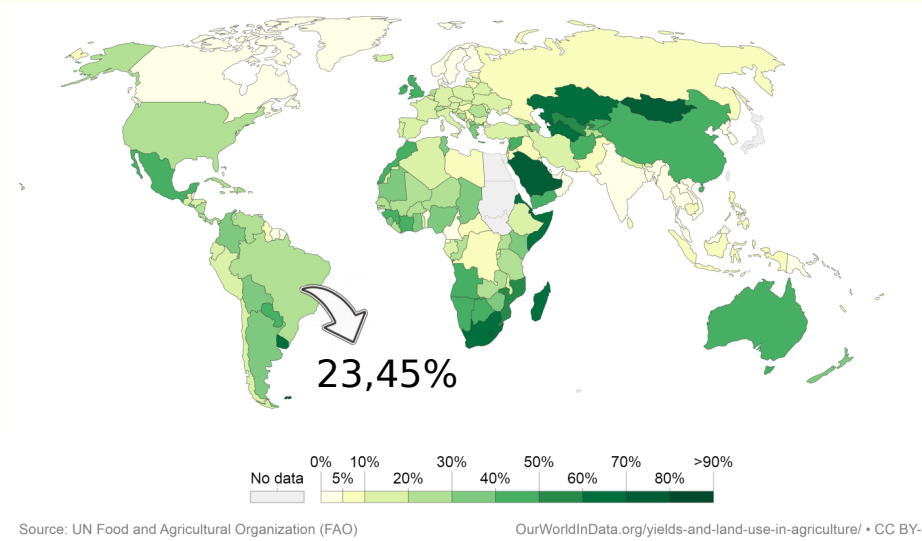 23,45%
0% 10% 30% 50% 70% >90%
No data 5% 20% 40% 60% 80%
Source: UN Food and Agricultural Organization (FAO) OurWorldInData.org/yields-and-land-use-in-agriculture/ • CC BY-